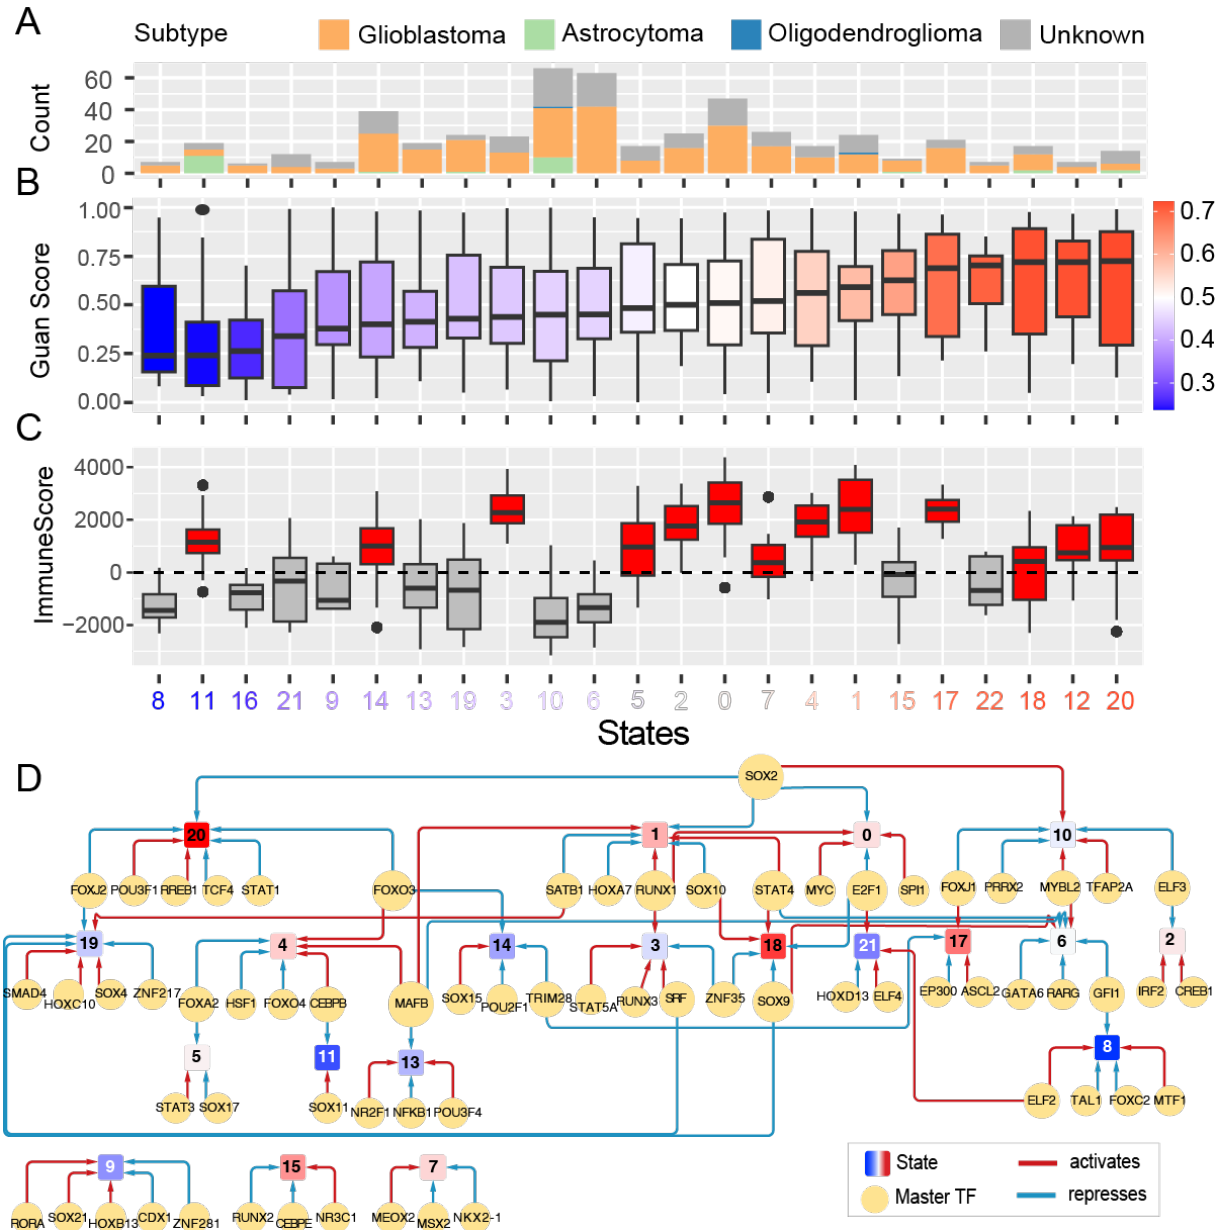 A
Subtype Glioblastoma Astrocytoma Oligodendroglioma Unknown
Count
60
40
20
0
B
Guan Score
1.00
0.75
0.50
0.25
0.00
0.7
0.6
0.5
0.4
0.3
C
ImmuneScore
4000
2000
0
−2000
8 11 16 21 9 14 13 19 3 10 6 5 2 0 7 4 1 15 17 22 18 12 20
States
D
SOX2
20 1 0 10
FOXJ2 POU3F1 RREB1 TCF4 STAT1 FOXO3 SATB1 HOXA7 RUNX1 SOX10 STAT4 MYC E2F1 SPI1 FOXJ1 PRRX2 MYBL2 TFAP2A ELF3
19 4 14 3 18 21 17 6 2
SMAD4 HOXC10 SOX4 ZNF217 FOXA2 HSF1 FOXO4 CEBPB MAFB SOX15 POU2F1 TRIM28 STAT5A RUNX3 SRF ZNF35 SOX9 HOXD13 ELF4 EP300 ASCL2 GATA6 RARG GFI1 IRF2 CREB1
5 11 13 8
STAT3 SOX17 SOX11 NR2F1 NFKB1 POU3F4 ELF2 TAL1 FOXC2 MTF1
9 15 7
RORA SOX21 HOXB13 CDX1 ZNF281 RUNX2 CEBPE NR3C1 MEOX2 MSX2 NKX2-1
State activates
Master TF represses